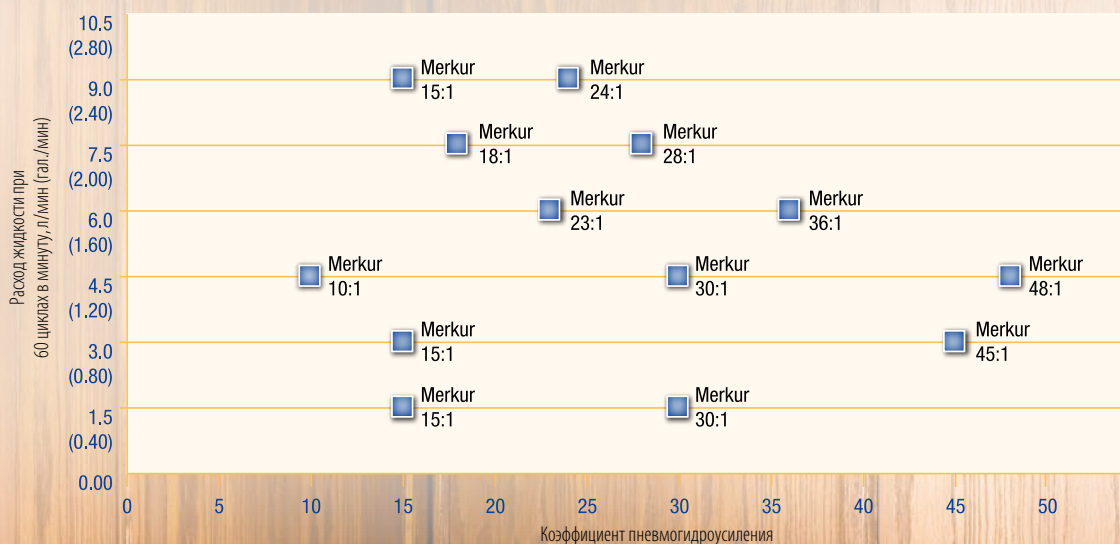 Расход жидкости при
60 циклах в минуту, л/мин (гал./мин)
10.5
(2.80)
9.0
(2.40)
7.5
(2.00)
6.0
(1.60)
4.5
(1.20)
3.0
(0.80)
1.5
(0.40)
0.00
Merkur
15:1
Merkur
24:1
Merkur
18:1
Merkur
28:1
Merkur
23:1
Merkur
36:1
Merkur
10:1
Merkur
30:1
Merkur
48:1
Merkur
15:1
Merkur
45:1
Merkur
15:1
Merkur
30:1
0 5 10 15 20 25 30 35 40 45 50
Коэффициент пневмогидроусиления